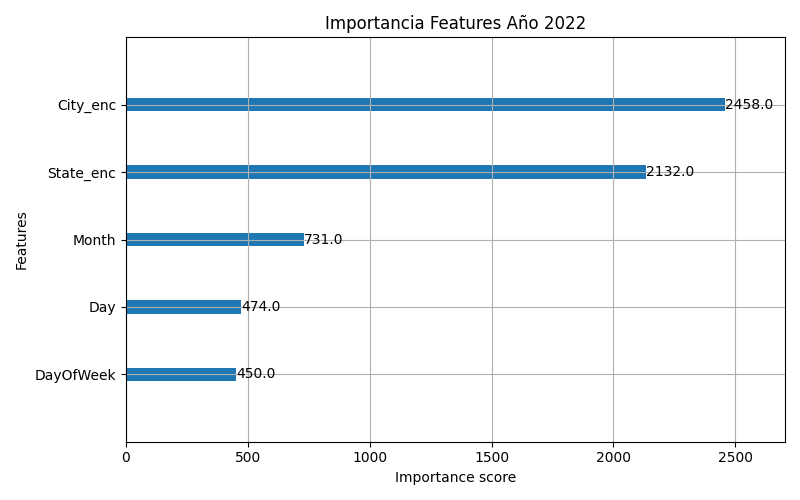 Importancia Features Año 2022
Features
City_enc
2458.0
State_enc
2132.0
Month
731.0
Day
474.0
DayOfWeek
450.0
0 500 1000 1500 2000 2500
Importance score